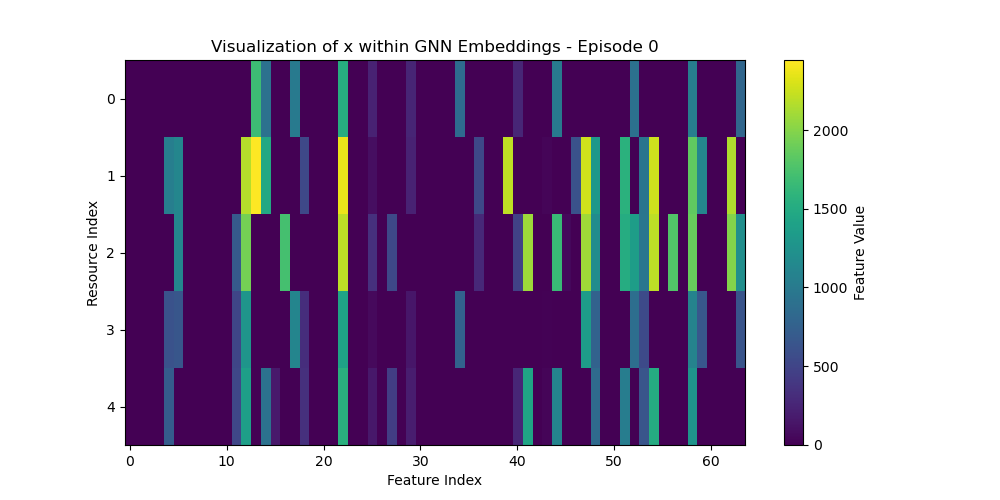 Visualization of x within GNN Embeddings - Episode 0
Resource Index
0
1
2
3
4
0 10 20 30 40 50 60
Feature Index
2000
1500
1000
500
0
Feature Value